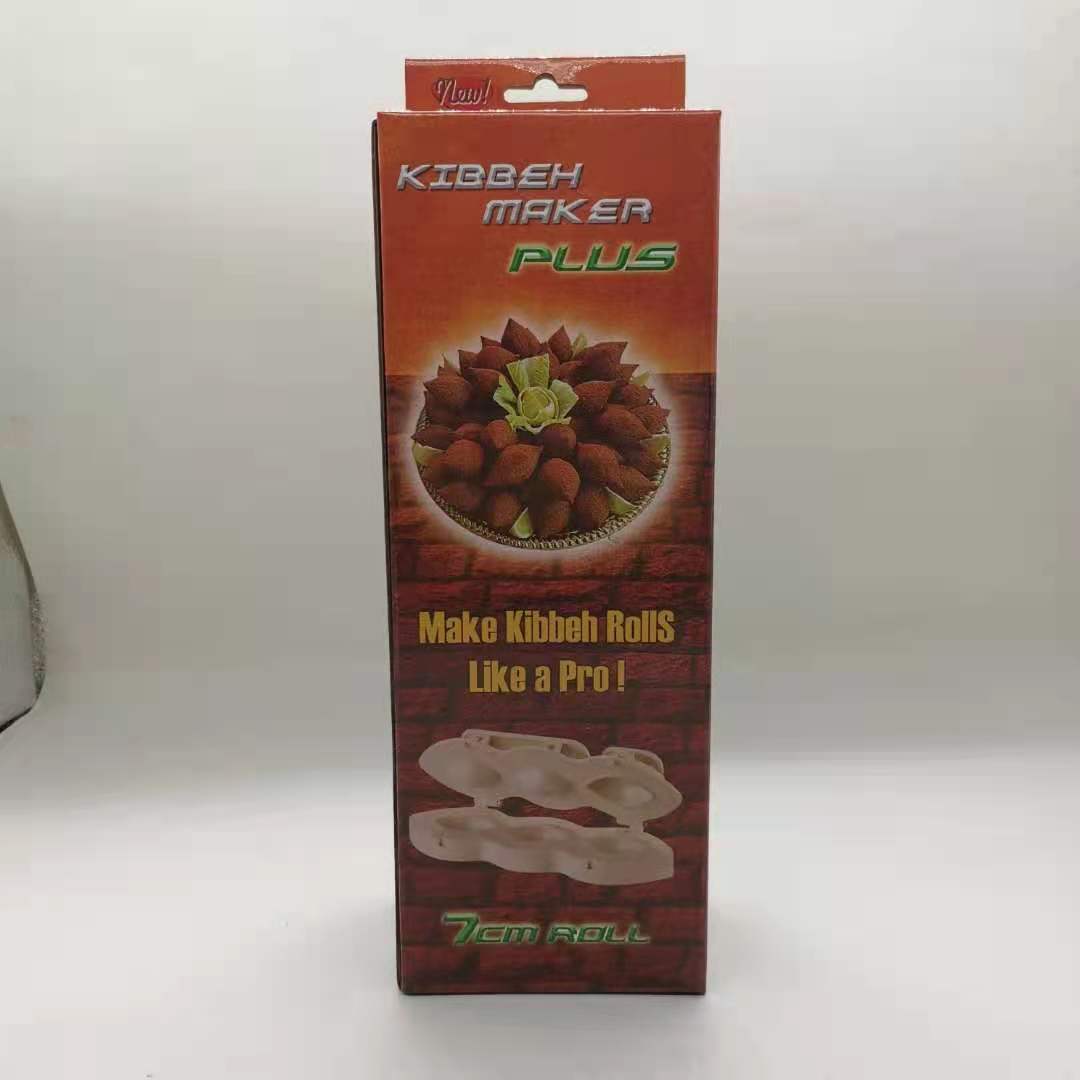 New!
KIBBEH
MAKER
PLUS
Make Kibbeh RollS
Like a Pro !
7CM ROLL